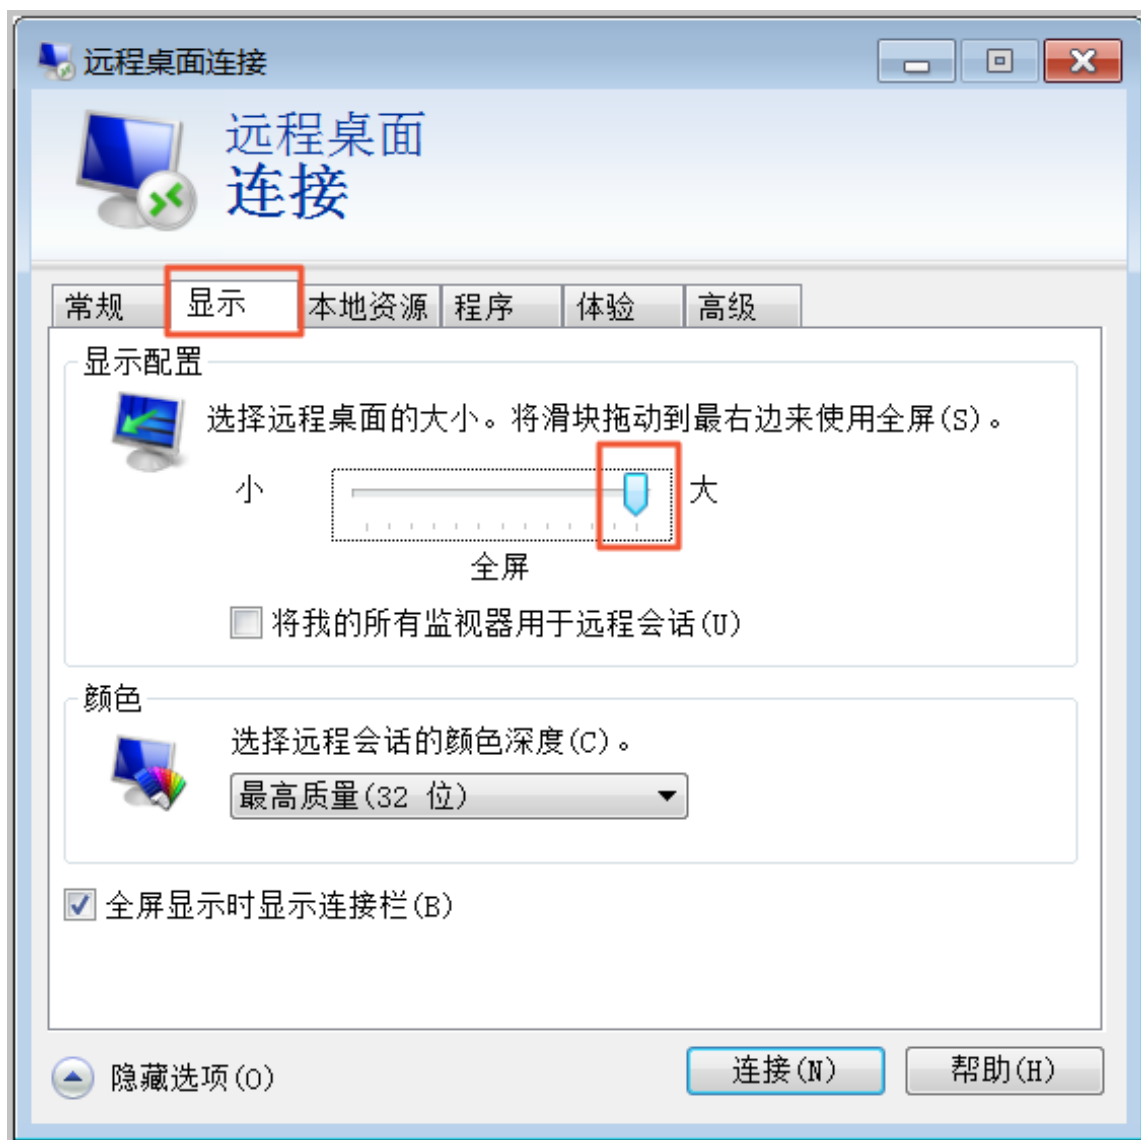 远程桌面连接
远程桌面
连接
常规 显示 本地资源 程序 体验 高级
显示配置
选择远程桌面的大小。将滑块拖动到最右边来使用全屏(S)。
小 大
全屏
将我的所有监视器用于远程会话(U)
颜色
选择远程会话的颜色深度(C)。
最高质量(32 位)
全屏显示时显示连接栏(B)
隐藏选项(O) 连接(N) 帮助(H)